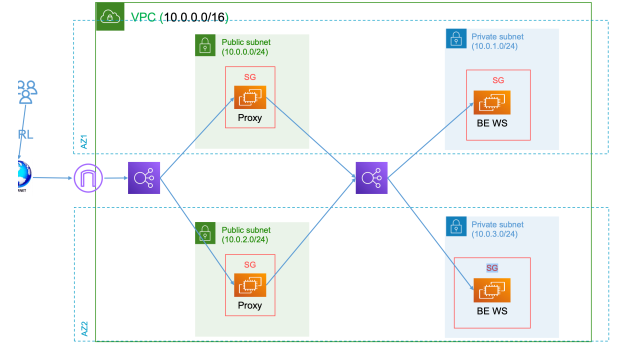 VPC (10.0.0.0/16)
Public subnet
(10.0.0.0/24)
SG
Proxy
Private subnet
(10.0.1.0/24)
SG
BE WS
AZ1
RL
Public subnet
(10.0.2.0/24)
SG
Proxy
Private subnet
(10.0.3.0/24)
SG
BE WS
AZ2